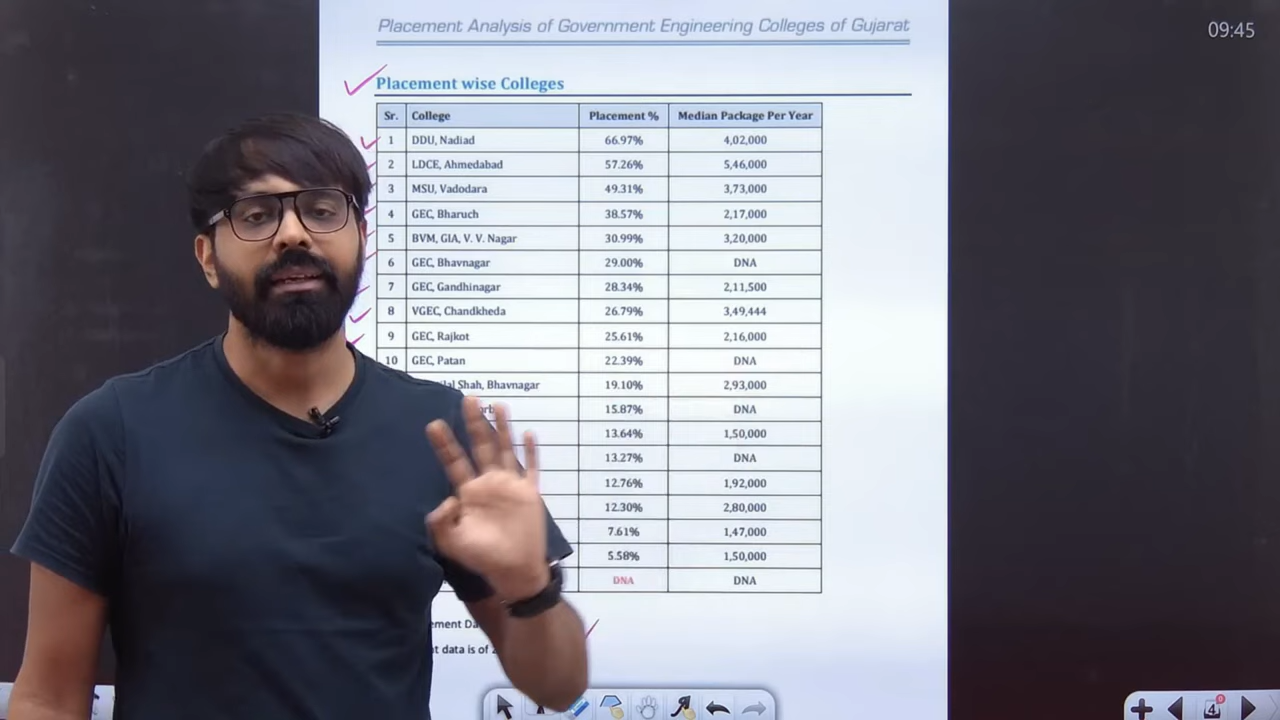 Placement Analysis of Government Engineering Colleges of Gujarat
09:45
Placement wise Colleges
Sr. College Placement % Median Package Per Year
1 DDU, Nadiad 66.97% 4,02,000
2 LDCE, Ahmedabad 57.26% 5,46,000
3 MSU, Vadodara 49.31% 3,73,000
4 GEC, Bharuch 38.57% 2,17,000
5 BVM, GIA, V. V. Nagar 30.99% 3,20,000
6 GEC, Bhavnagar 29.00% DNA
7 GEC, Gandhinagar 28.34% 2,11,500
8 VGEC, Chandkheda 26.79% 3,49,444
9 GEC, Rajkot 25.61% 2,16,000
10 GEC, Patan 22.39% DNA
Shah, Bhavnagar 19.10% 2,93,000
15.87% DNA
13.64% 1,50,000
13.27% DNA
12.76% 1,92,000
12.30% 2,80,000
7.61% 1,47,000
5.58% 1,50,000
DNA DNA
data is of
4